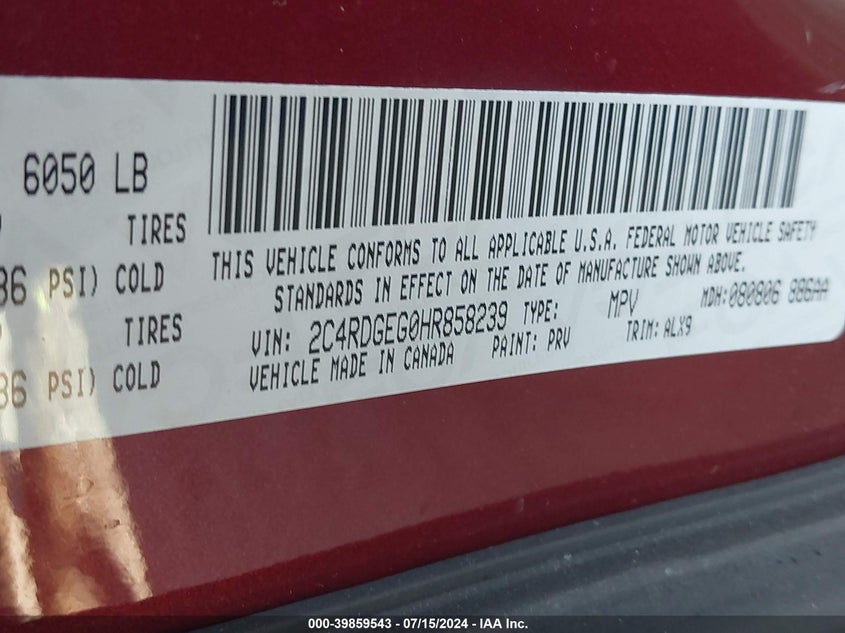 6050 LB
TIRES
36 PSI) COLD
TIRES
36 PSI) COLD
THIS VEHICLE CONFORMS TO ALL APPLICABLE U.S.A. FEDERAL MOTOR VEHICLE SAFETY
STANDARDS IN EFFECT ON THE DATE OF MANUFACTURE SHOWN ABOVE.
VIN: 2C4RDGEG0HR858239 TYPE: MPV MDH: 080806 886AA
VEHICLE MADE IN CANADA PAINT: PRV TRIM: ALX9
000-39859543 - 07/15/2024 - IAA Inc.